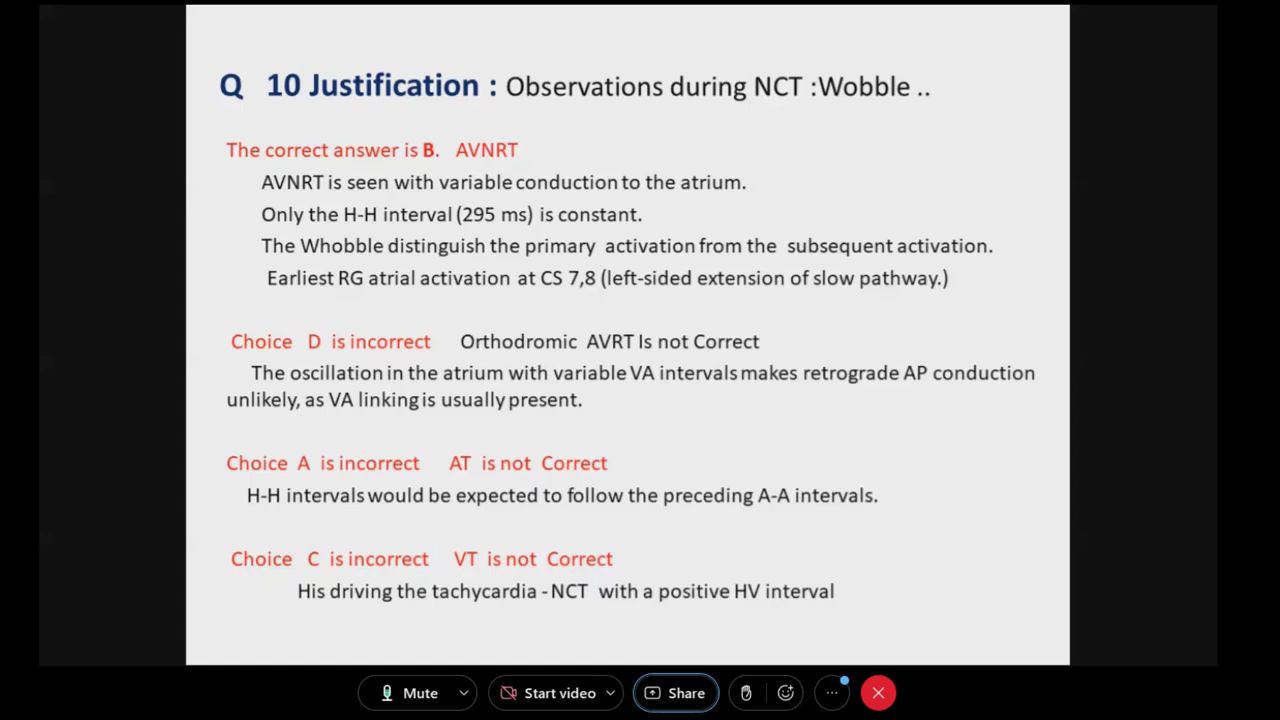 Q 10 Justification : Observations during NCT :Wobble ..
The correct answer is B. AVNRT
AVNRT is seen with variable conduction to the atrium.
Only the H-H interval (295 ms) is constant.
The Whobble distinguish the primary activation from the subsequent activation.
Earliest RG atrial activation at CS 7,8 (left-sided extension of slow pathway.)
Choice D is incorrect Orthodromic AVRT Is not Correct
The oscillation in the atrium with variable VA intervals makes retrograde AP conduction
unlikely, as VA linking is usually present.
Choice A is incorrect AT is not Correct
H-H intervals would be expected to follow the preceding A-A intervals.
Choice C is incorrect VT is not Correct
His driving the tachycardia - NCT with a positive HV interval
Mute Start video Share